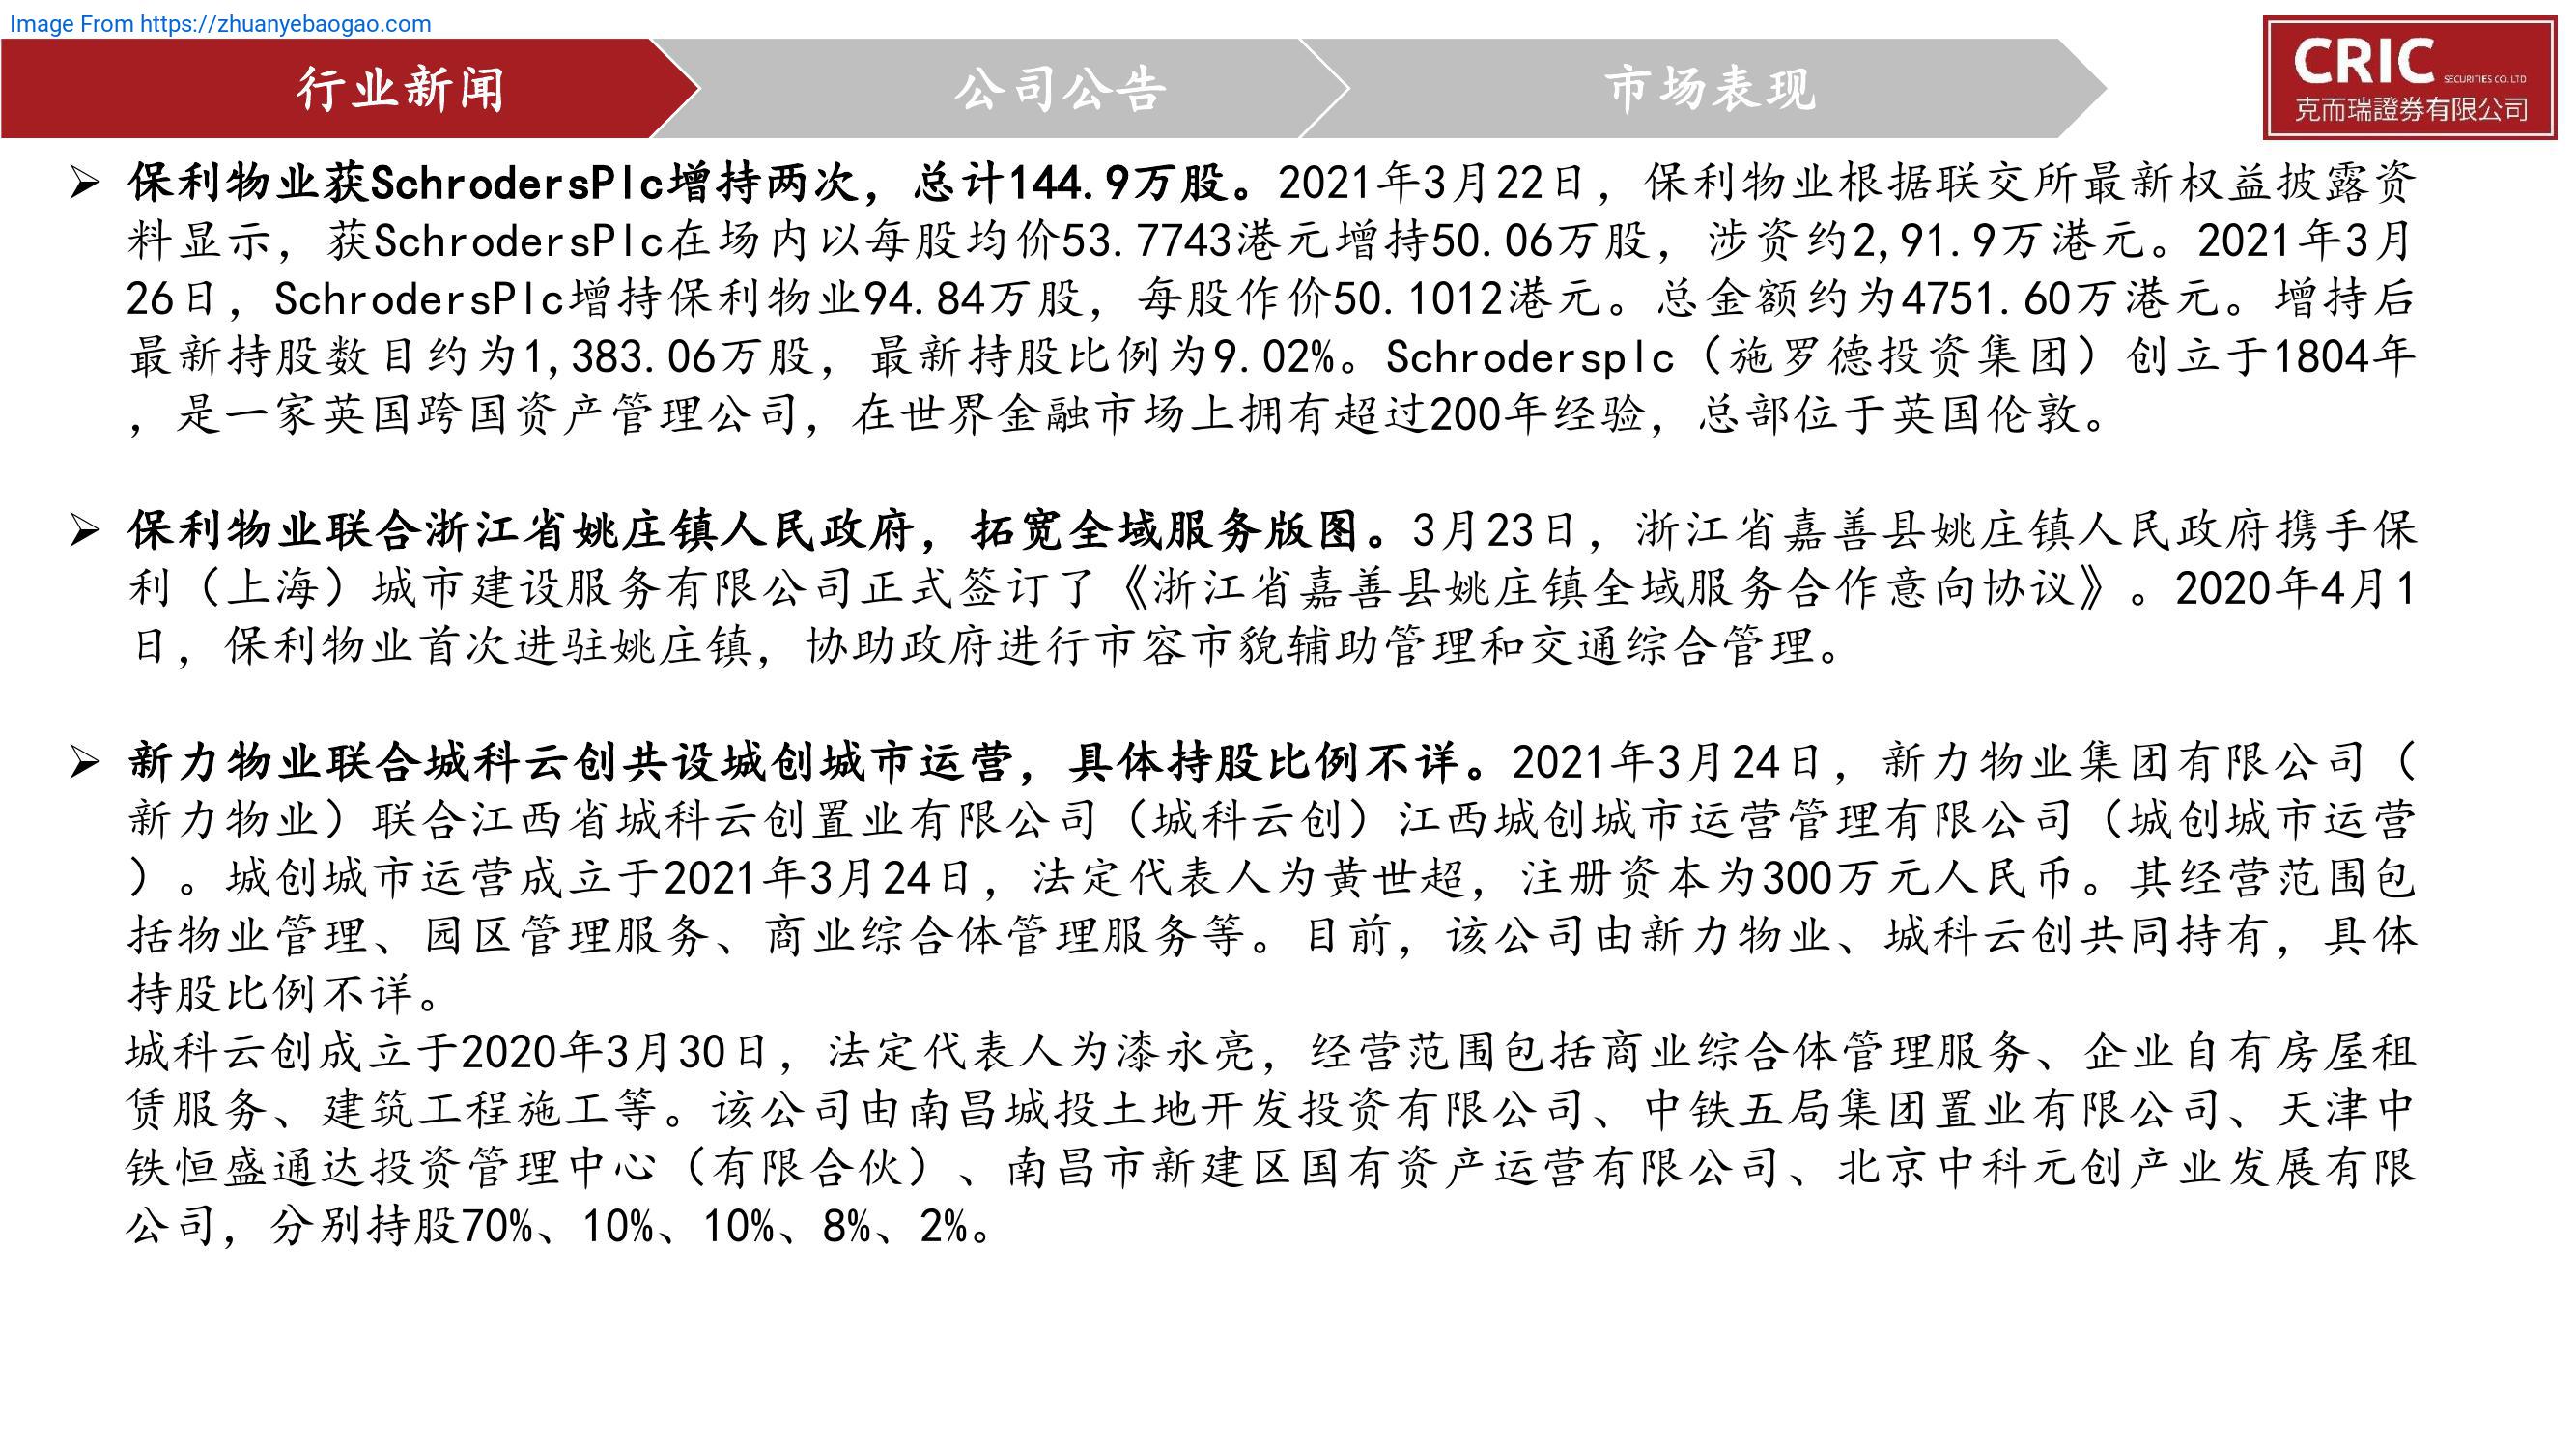 Image From https://zhuanyebaogao.com
行业新闻
公司公告
市场表现
CRIC SECURITIES CO. LTD
克而瑞證券有限公司
➢ 保利物业获SchrodersPlc增持两次，总计144.9万股。2021年3月22日，保利物业根据联交所最新权益披露资
料显示，获SchrodersPlc在场内以每股均价53.7743港元增持50.06万股，涉资约2,91.9万港元。2021年3月
26日，SchrodersPlc增持保利物业94.84万股，每股作价50.1012港元。总金额约为4751.60万港元。增持后
最新持股数目约为1,383.06万股，最新持股比例为9.02%。Schrodersplc（施罗德投资集团）创立于1804年
，是一家英国跨国资产管理公司，在世界金融市场上拥有超过200年经验，总部位于英国伦敦。
➢ 保利物业联合浙江省姚庄镇人民政府，拓宽全域服务版图。3月23日，浙江省嘉善县姚庄镇人民政府携手保
利（上海）城市建设服务有限公司正式签订了《浙江省嘉善县姚庄镇全域服务合作意向协议》。2020年4月1
日，保利物业首次进驻姚庄镇，协助政府进行市容市貌辅助管理和交通综合管理。
➢ 新力物业联合城科云创共设城创城市运营，具体持股比例不详。2021年3月24日，新力物业集团有限公司（
新力物业）联合江西省城科云创置业有限公司（城科云创）江西城创城市运营管理有限公司（城创城市运营
）。城创城市运营成立于2021年3月24日，法定代表人为黄世超，注册资本为300万元人民币。其经营范围包
括物业管理、园区管理服务、商业综合体管理服务等。目前，该公司由新力物业、城科云创共同持有，具体
持股比例不详。
城科云创成立于2020年3月30日，法定代表人为漆永亮，经营范围包括商业综合体管理服务、企业自有房屋租
赁服务、建筑工程施工等。该公司由南昌城投土地开发投资有限公司、中铁五局集团置业有限公司、天津中
铁恒盛通达投资管理中心（有限合伙）、南昌市新建区国有资产运营有限公司、北京中科元创产业发展有限
公司，分别持股70%、10%、10%、8%、2%。